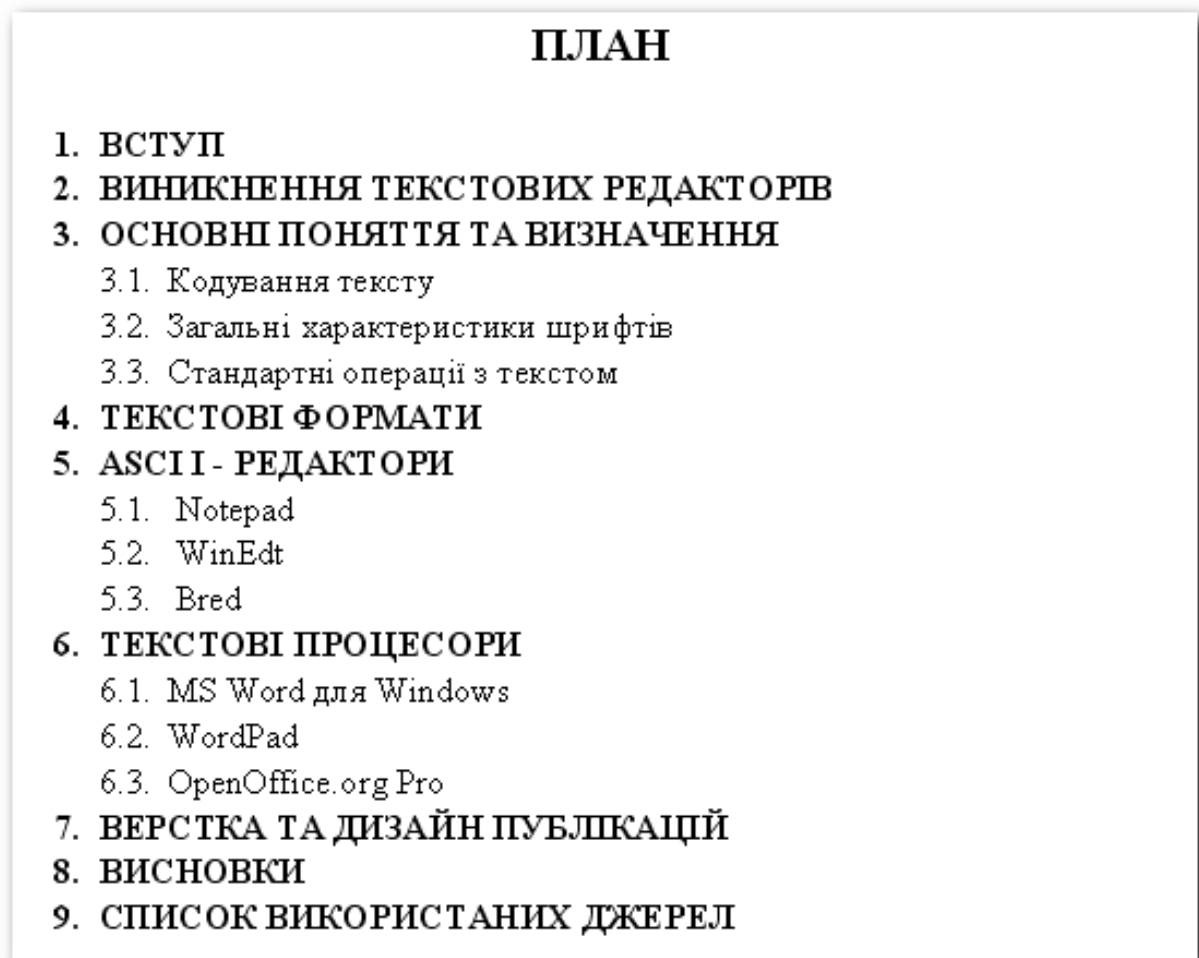 ПЛАН
1. ВСТУП
2. ВИНИКНЕННЯ ТЕКСТОВИХ РЕДАКТОРІВ
3. ОСНОВНІ ПОНЯТТЯ ТА ВИЗНАЧЕННЯ
3.1. Кодування тексту
3.2. Загальні характеристики шрифтів
3.3. Стандартні операції з текстом
4. ТЕКСТОВІ ФОРМАТИ
5. ASCI I - РЕДАКТОРИ
5.1. Notepad
5.2. WinEdt
5.3. Bred
6. ТЕКСТОВІ ПРОЦЕСОРИ
6.1. MS Word для Windows
6.2. WordPad
6.3. OpenOffice.org Pro
7. ВЕРСТКА ТА ДИЗАЙН ПУБЛІКАЦІЙ
8. ВИСНОВКИ
9. СПИСОК ВИКОРИСТАНИХ ДЖЕРЕЛ